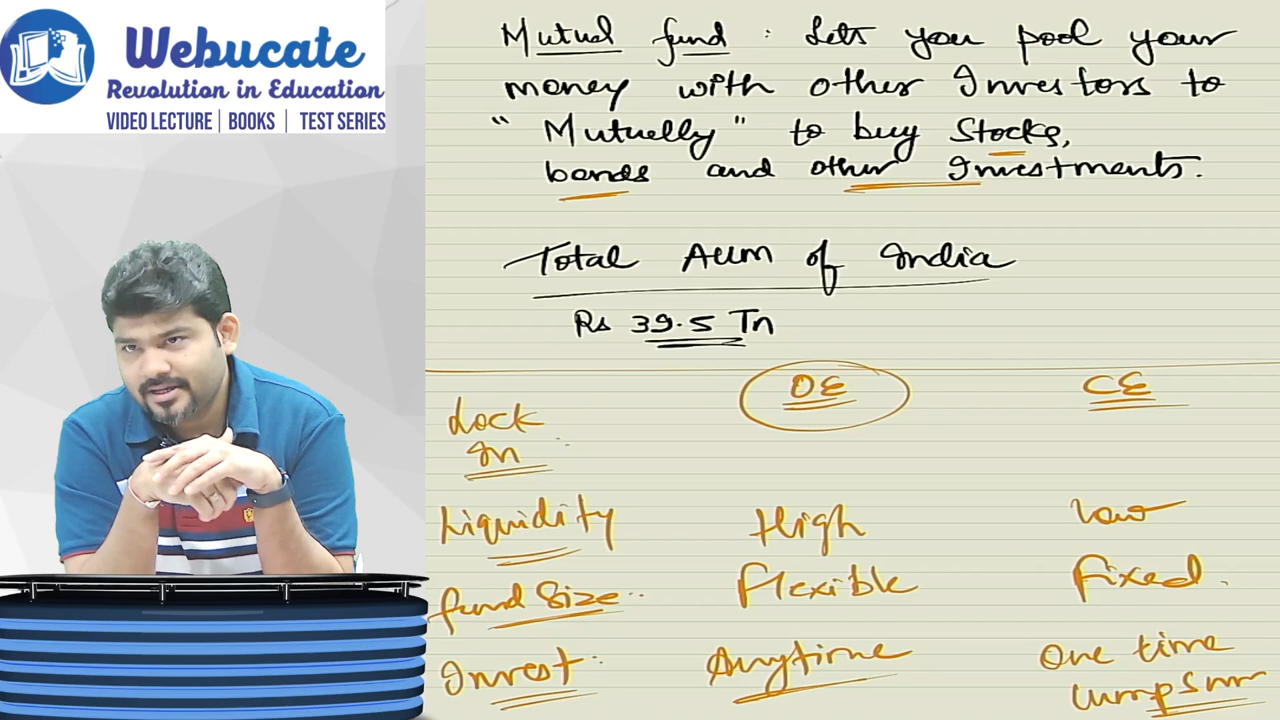 Webucate
Revolution in Education
VIDEO LECTURE | BOOKS | TEST SERIES
Mutual fund : Lets you pool your
money with other Investors to
"Mutually" to buy Stocks,
bonds and other Investments.
Total AUM of India
Rs 39.5 Tn
OE CE
Lock
In
Liquidity High Low
Fund Size Flexible Fixed.
Invest Anytime One time
Lumpsum